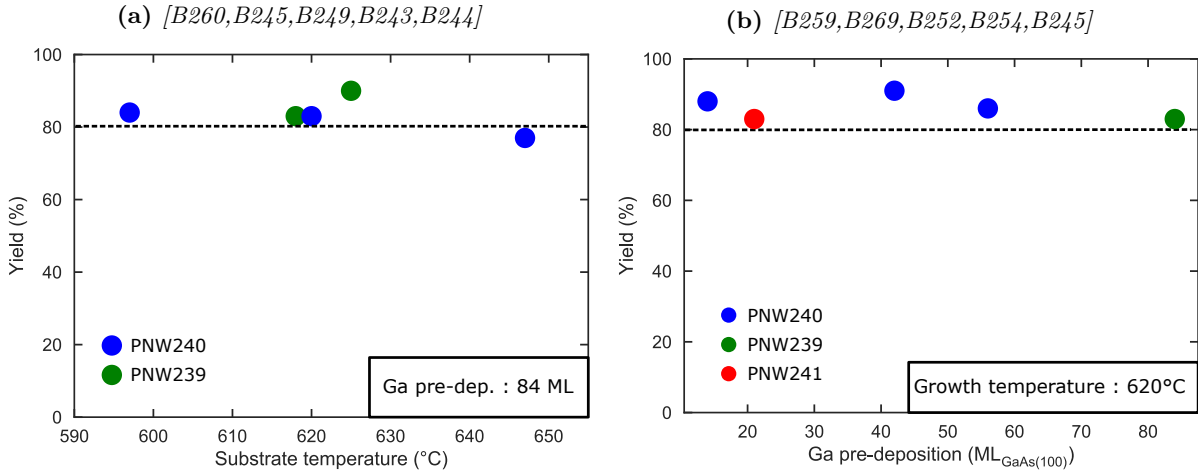 (a) [B260,B245,B249,B243,B244]
100
80
60
40
20
0
Yield (%)
590 600 610 620 630 640 650
Substrate temperature (°C)
PNW240
PNW239
Ga pre-dep. : 84 ML
(b) [B259,B269,B252,B254,B245]
100
80
60
40
20
0
Yield (%)
20 30 40 50 60 70 80
Ga pre-deposition (ML_GaAs(100))
PNW240
PNW239
PNW241
Growth temperature : 620°C